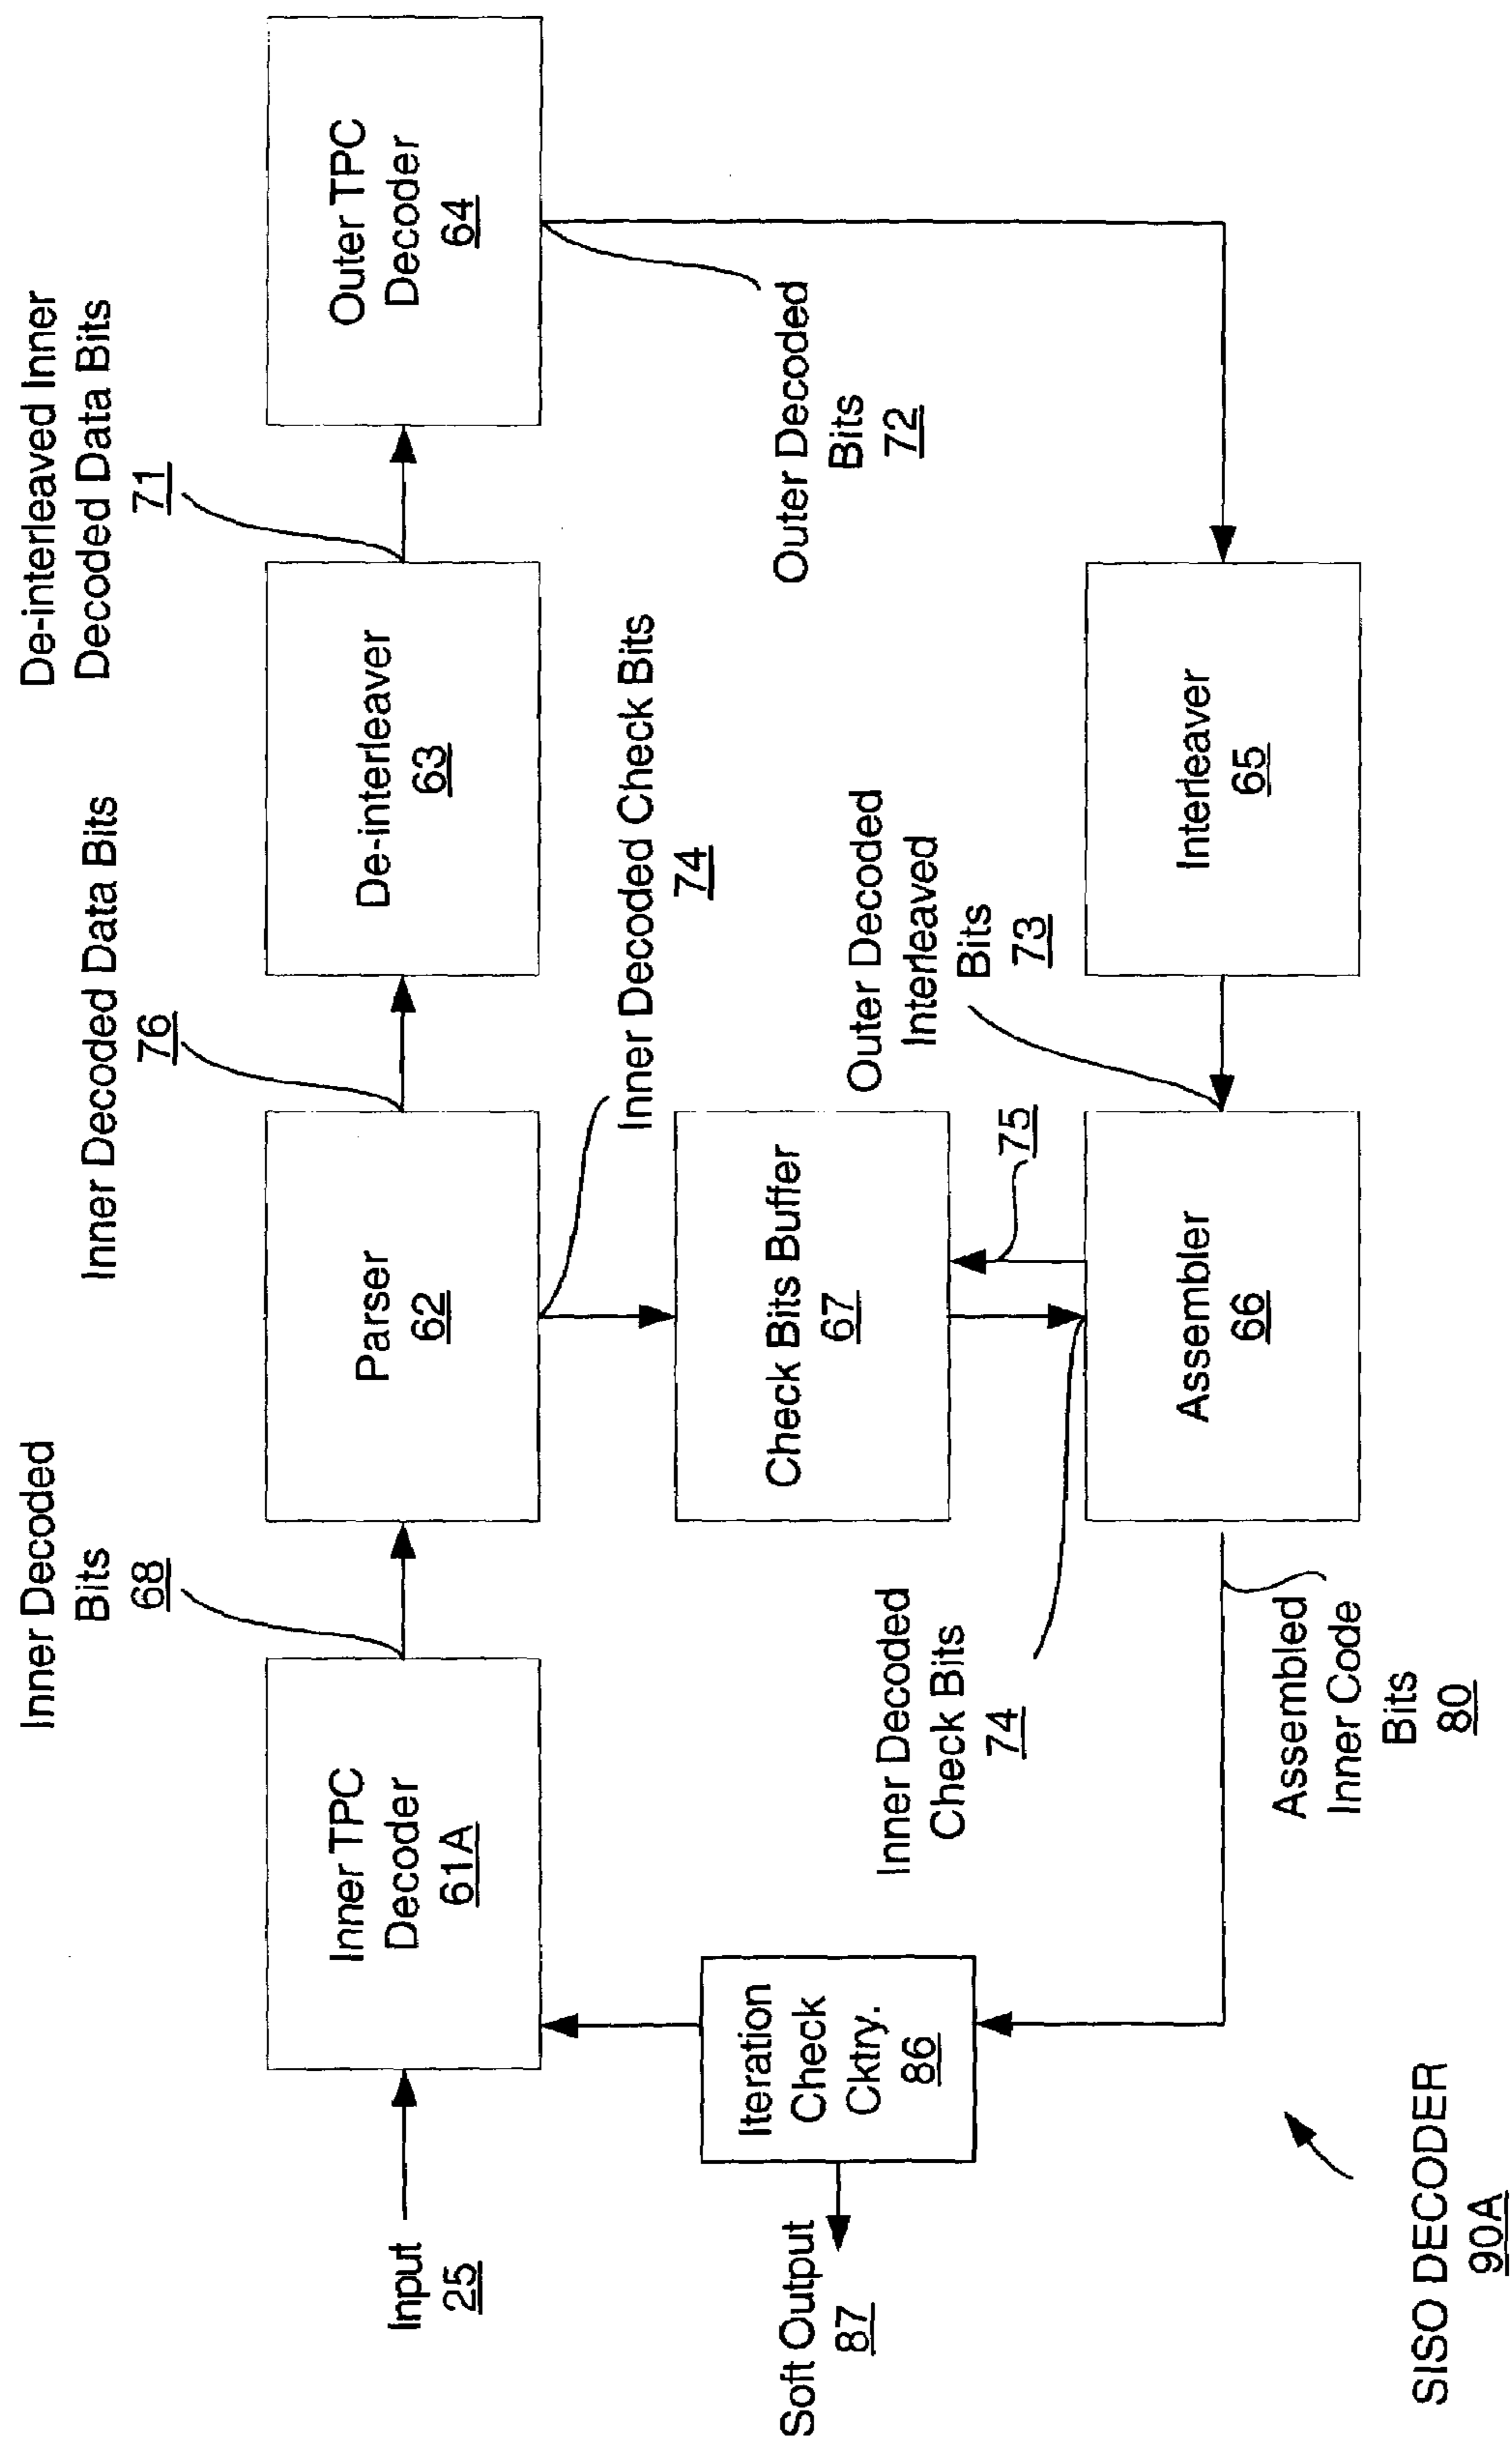 Inner Decoded
Bits
68
Inner Decoded Data Bits
76
De-interleaved Inner
Decoded Data Bits
71
Input
25
Inner TPC
Decoder
61A
Parser
62
De-interleaver
63
Outer TPC
Decoder
64
Inner Decoded Check Bits
74
Outer Decoded
Bits
72
Soft Output
87
Iteration
Check
Cktry.
86
Check Bits Buffer
67
Inner Decoded
Check Bits
74
75
Outer Decoded
Interleaved
Bits
73
Assembler
66
Interleaver
65
Assembled
Inner Code
Bits
80
SISO DECODER
90A